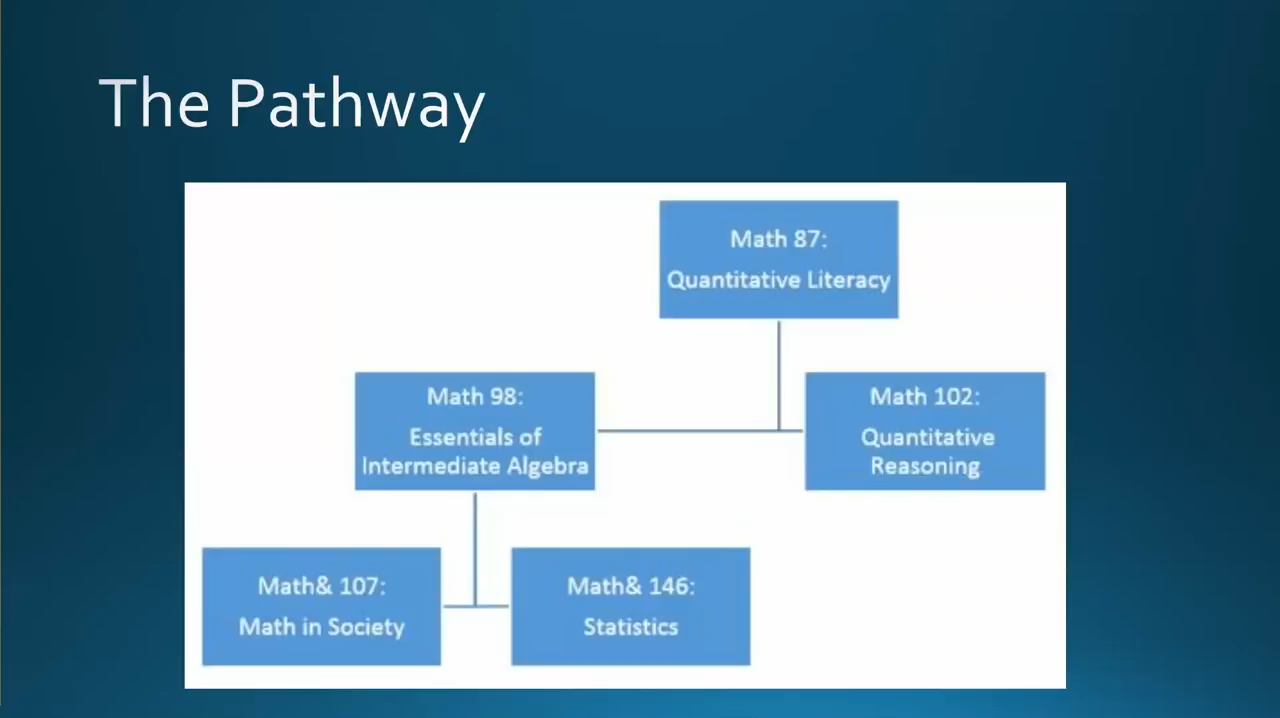 The Pathway
Math 87:
Quantitative Literacy
Math 98:
Essentials of
Intermediate Algebra
Math 102:
Quantitative
Reasoning
Math& 107:
Math in Society
Math& 146:
Statistics